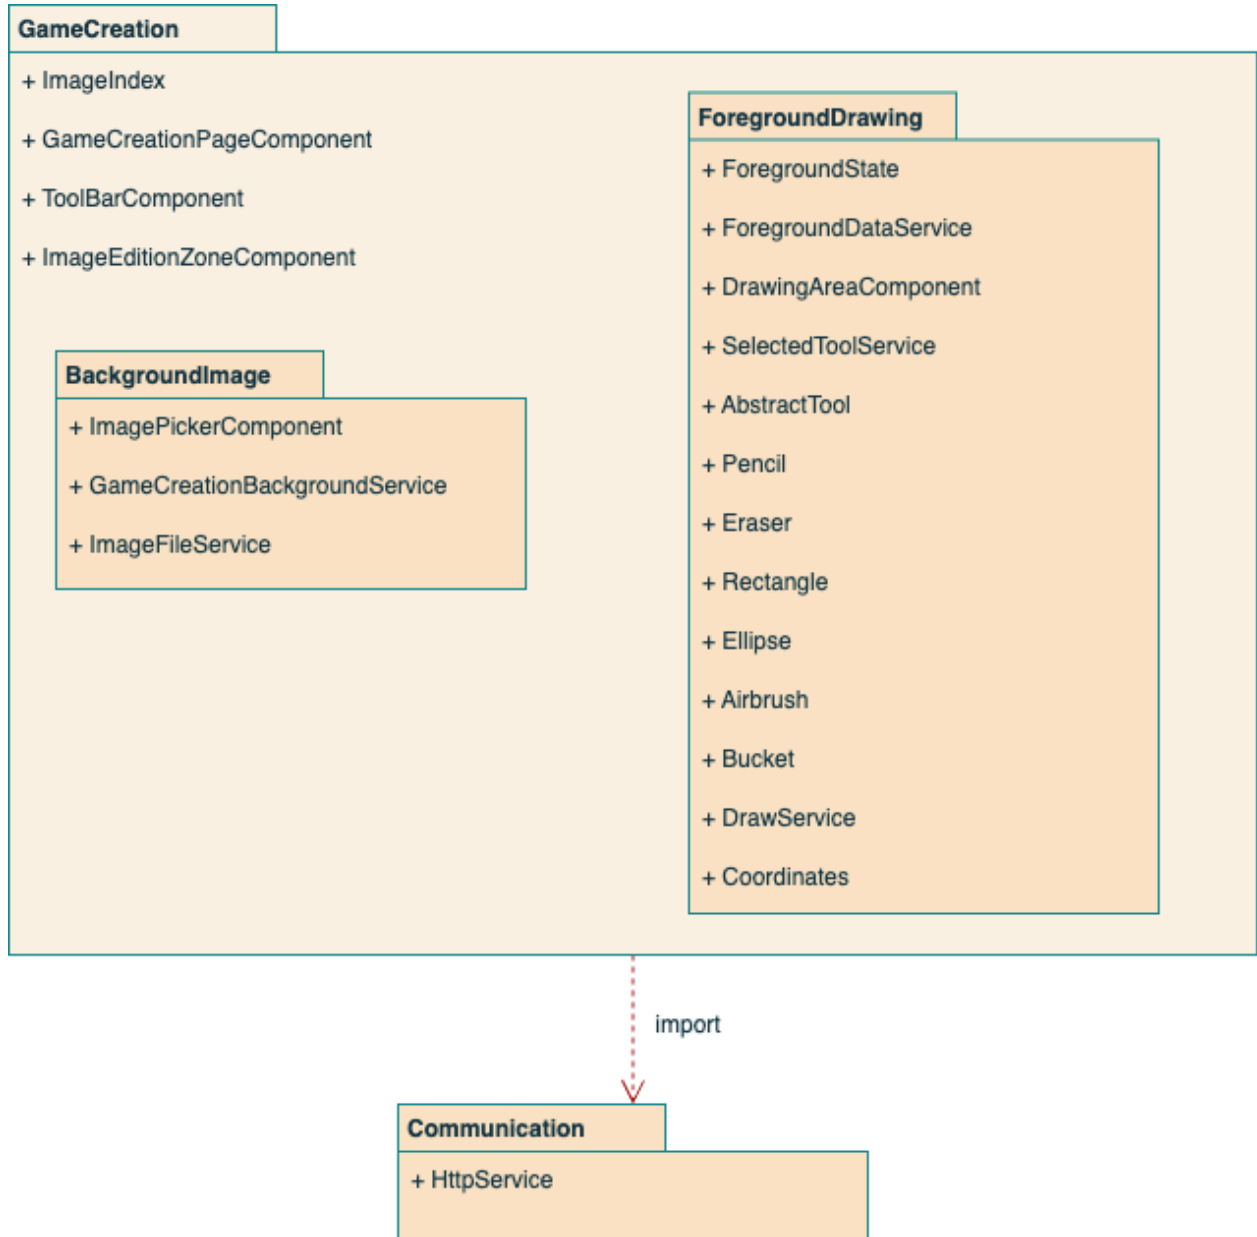 GameCreation
+ ImageIndex
+ GameCreationPageComponent
+ ToolBarComponent
+ ImageEditionZoneComponent
BackgroundImage
+ ImagePickerComponent
+ GameCreationBackgroundService
+ ImageFileService
ForegroundDrawing
+ ForegroundState
+ ForegroundDataService
+ DrawingAreaComponent
+ SelectedToolService
+ AbstractTool
+ Pencil
+ Eraser
+ Rectangle
+ Ellipse
+ Airbrush
+ Bucket
+ DrawService
+ Coordinates
import
Communication
+ HttpService